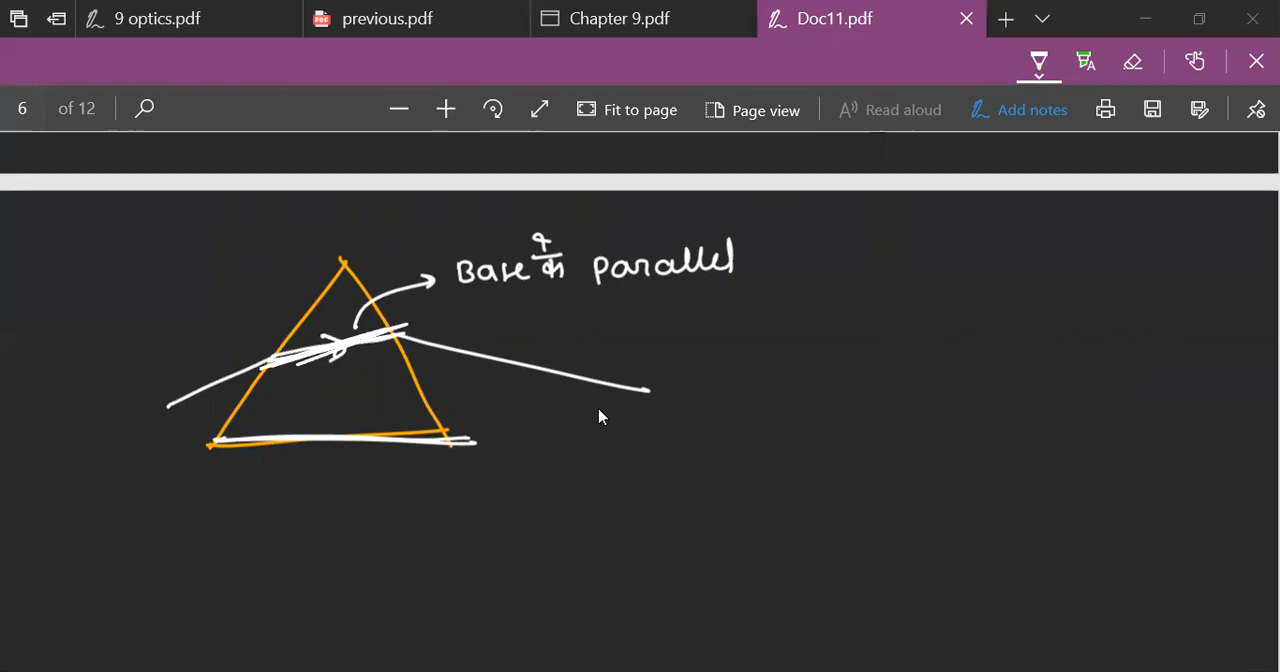 9 optics.pdf
previous.pdf
Chapter 9.pdf
Doc11.pdf
6 of 12
Fit to page
Page view
Read aloud
Add notes
Base के parallel